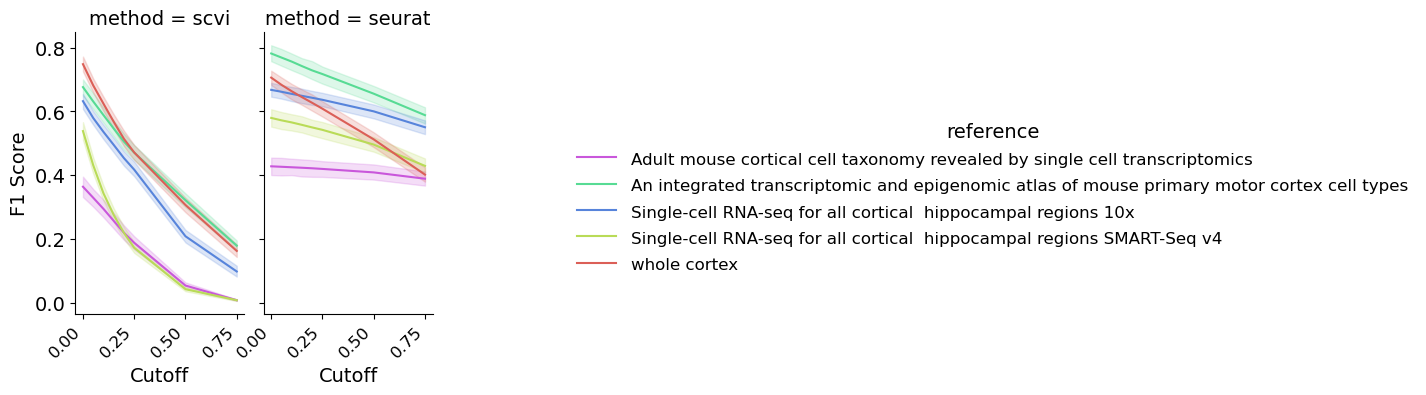 method = scvi
method = seurat
F1 Score
0.8
0.6
0.4
0.2
0.0
0.00
0.25
0.50
0.75
0.00
0.25
0.50
0.75
Cutoff
Cutoff
reference
Adult mouse cortical cell taxonomy revealed by single cell transcriptomics
An integrated transcriptomic and epigenomic atlas of mouse primary motor cortex cell types
Single-cell RNA-seq for all cortical  hippocampal regions 10x
Single-cell RNA-seq for all cortical  hippocampal regions SMART-Seq v4
whole cortex